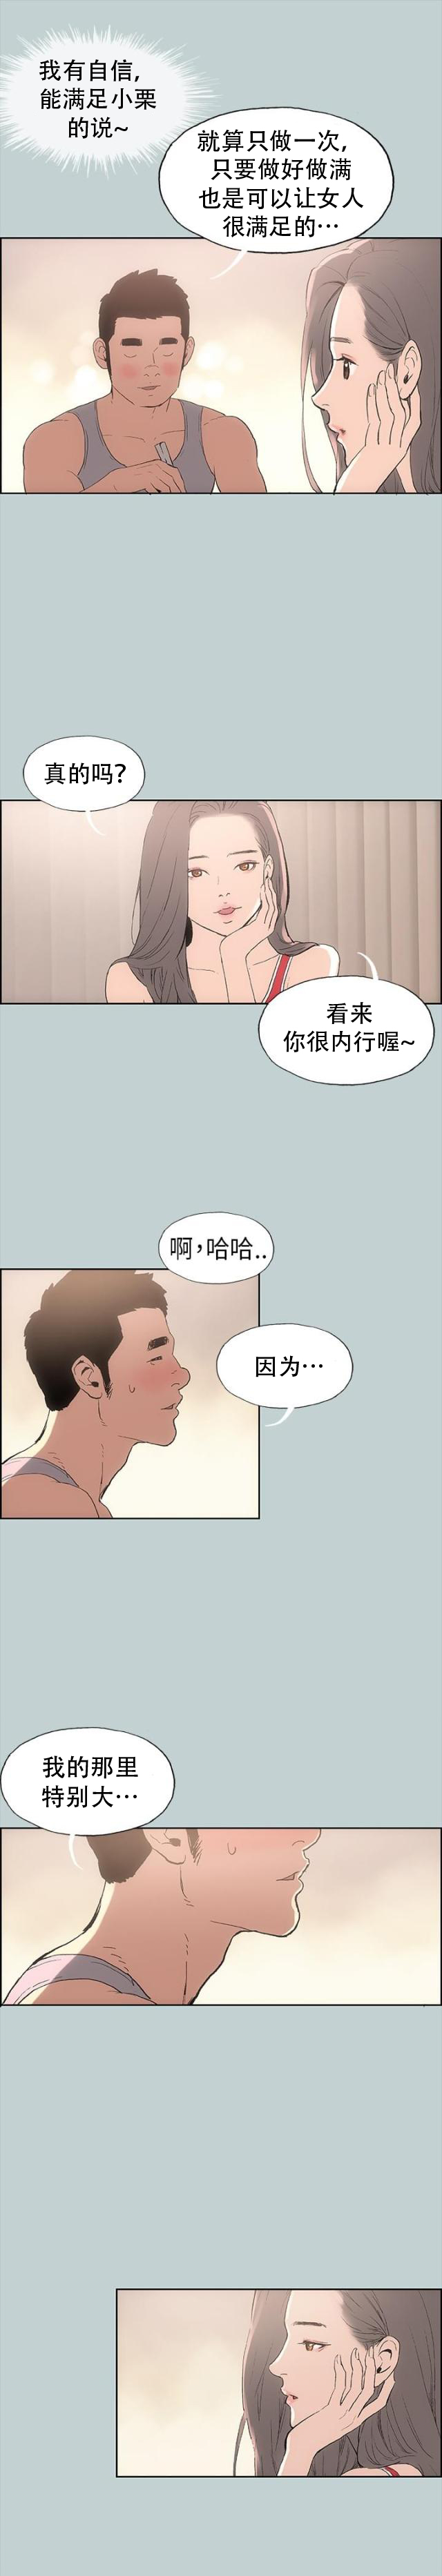 我有自信,
能满足小栗
的说~
就算只做一次,
只要做好做满
也是可以让女人
很满足的…
真的吗?
看来
你很内行喔~
啊,哈哈..
因为…
我的那里
特别大…